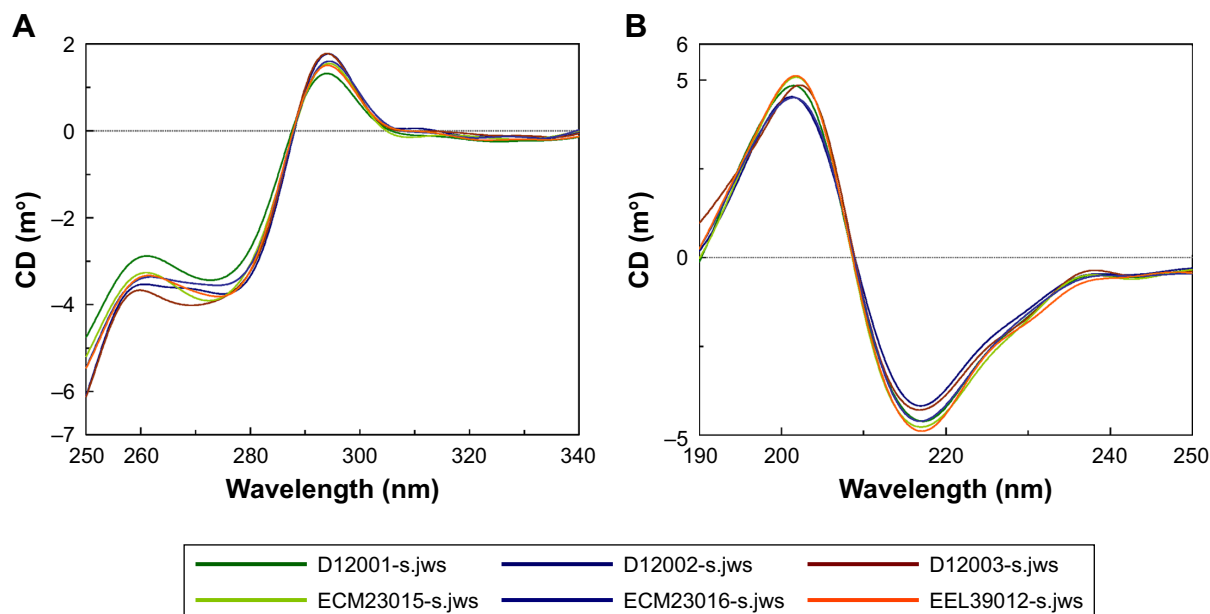 A
2
0
–2
–4
–6
–7
CD (m°)
250 260 280 300 320 340
Wavelength (nm)
B
6
5
0
–5
CD (m°)
190 200 220 240 250
Wavelength (nm)
D12001-s.jws D12002-s.jws D12003-s.jws
ECM23015-s.jws ECM23016-s.jws EEL39012-s.jws